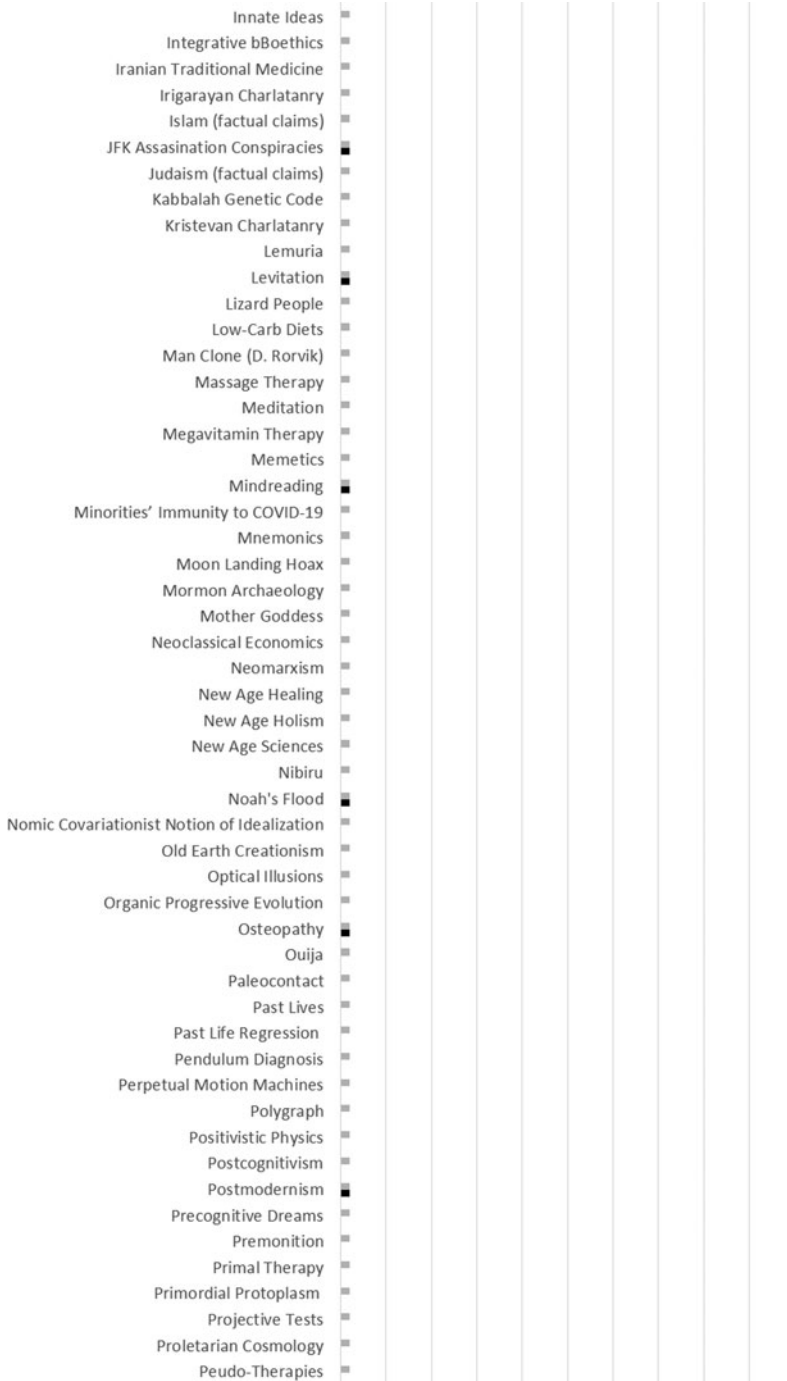 Innate Ideas
Integrative bBoethics
Iranian Traditional Medicine
Irigarayan Charlatanry
Islam (factual claims)
JFK Assasination Conspiracies
Judaism (factual claims)
Kabbalah Genetic Code
Kristevan Charlatanry
Lemuria
Levitation
Lizard People
Low-Carb Diets
Man Clone (D. Rorvik)
Massage Therapy
Meditation
Megavitamin Therapy
Memetics
Mindreading
Minorities’ Immunity to COVID-19
Mnemonics
Moon Landing Hoax
Mormon Archaeology
Mother Goddess
Neoclassical Economics
Neomarxism
New Age Healing
New Age Holism
New Age Sciences
Nibiru
Noah's Flood
Nomic Covariationist Notion of Idealization
Old Earth Creationism
Optical Illusions
Organic Progressive Evolution
Osteopathy
Ouija
Paleocontact
Past Lives
Past Life Regression
Pendulum Diagnosis
Perpetual Motion Machines
Polygraph
Positivistic Physics
Postcognitivism
Postmodernism
Precognitive Dreams
Premonition
Primal Therapy
Primordial Protoplasm
Projective Tests
Proletarian Cosmology
Peudo-Therapies